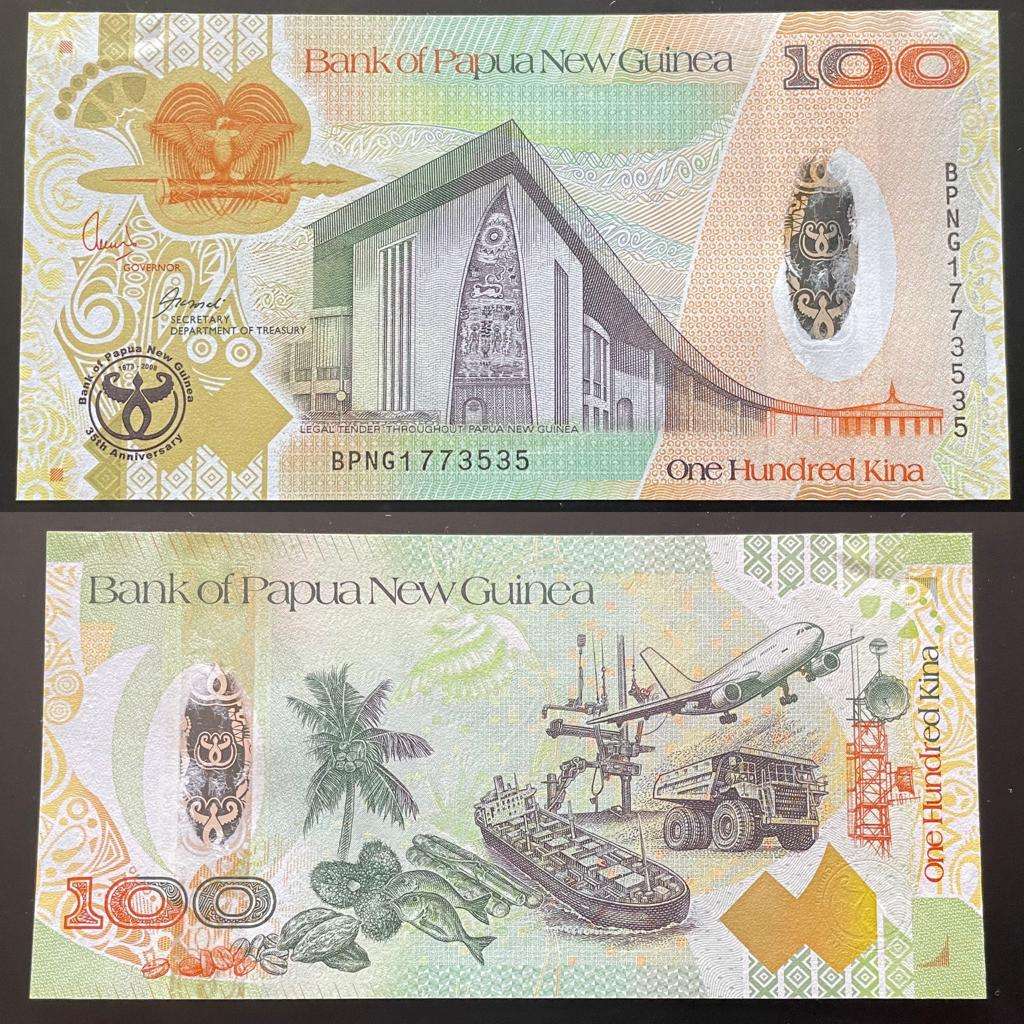 Bank of Papua New Guinea
100
GOVERNOR
SECRETARY
DEPARTMENT OF TREASURY
Bank of Papua New Guinea
1973 - 2008
35th Anniversary
LEGAL TENDER THROUGHOUT PAPUA NEW GUINEA
BPNG1773535
BPNG1773535
One Hundred Kina
Bank of Papua New Guinea
One Hundred Kina
100